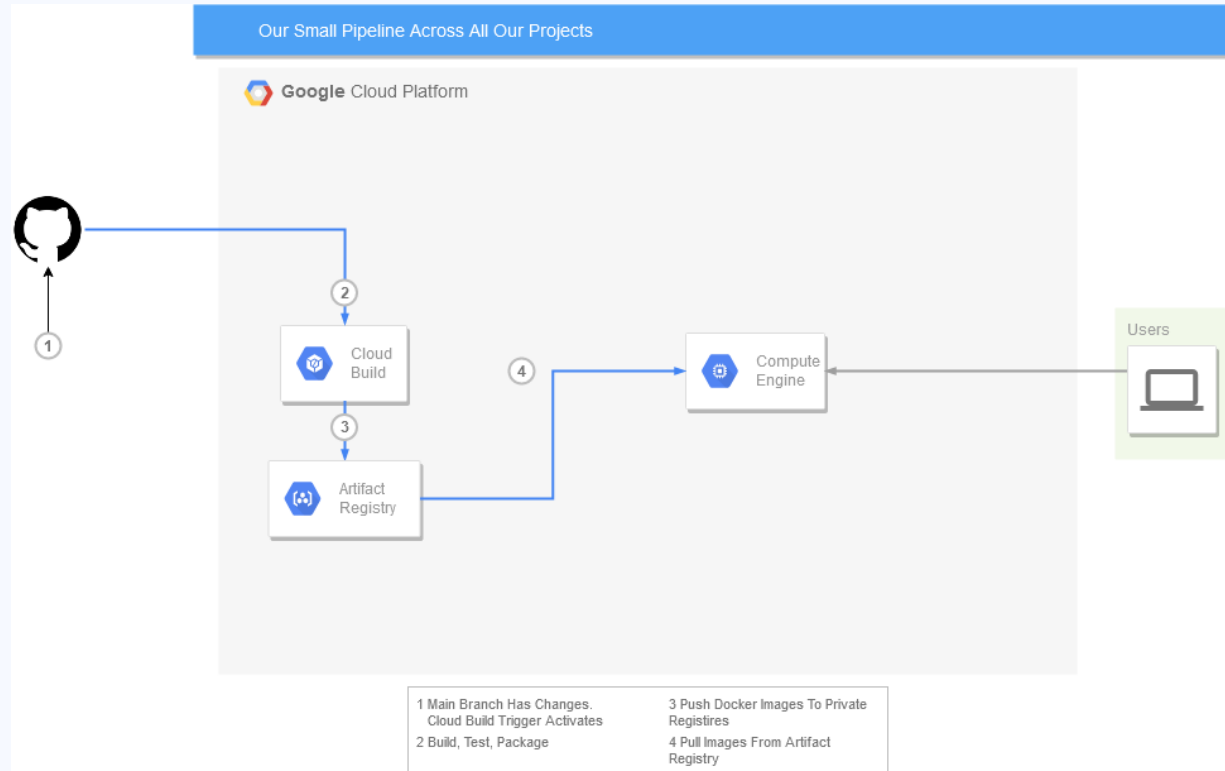 Our Small Pipeline Across All Our Projects
Google Cloud Platform
2
1
Cloud
Build
4
Compute
Engine
Users
3
Artifact
Registry
1 Main Branch Has Changes.
Cloud Build Trigger Activates
2 Build, Test, Package
3 Push Docker Images To Private
Registires
4 Pull Images From Artifact
Registry